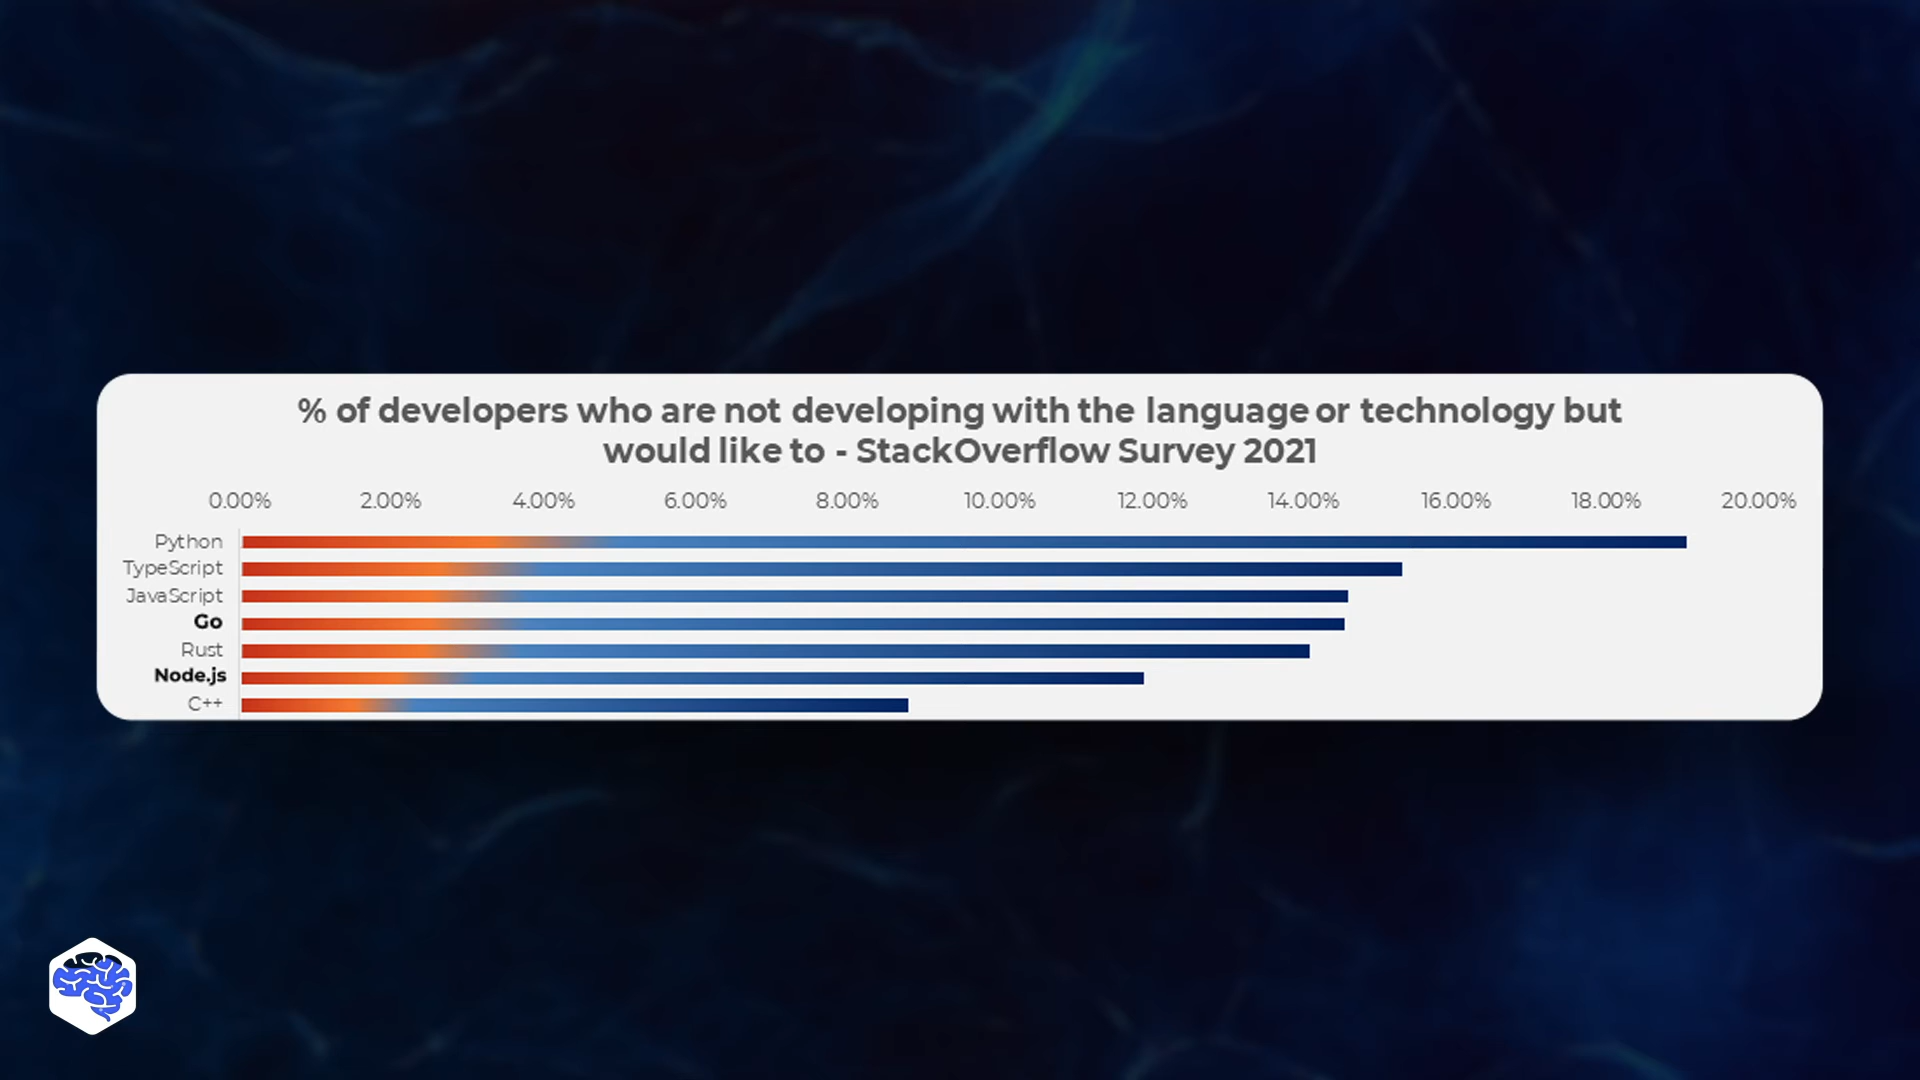 % of developers who are not developing with the language or technology but
would like to - StackOverflow Survey 2021
0.00% 2.00% 4.00% 6.00% 8.00% 10.00% 12.00% 14.00% 16.00% 18.00% 20.00%
Python
TypeScript
JavaScript
Go
Rust
Node.js
C++